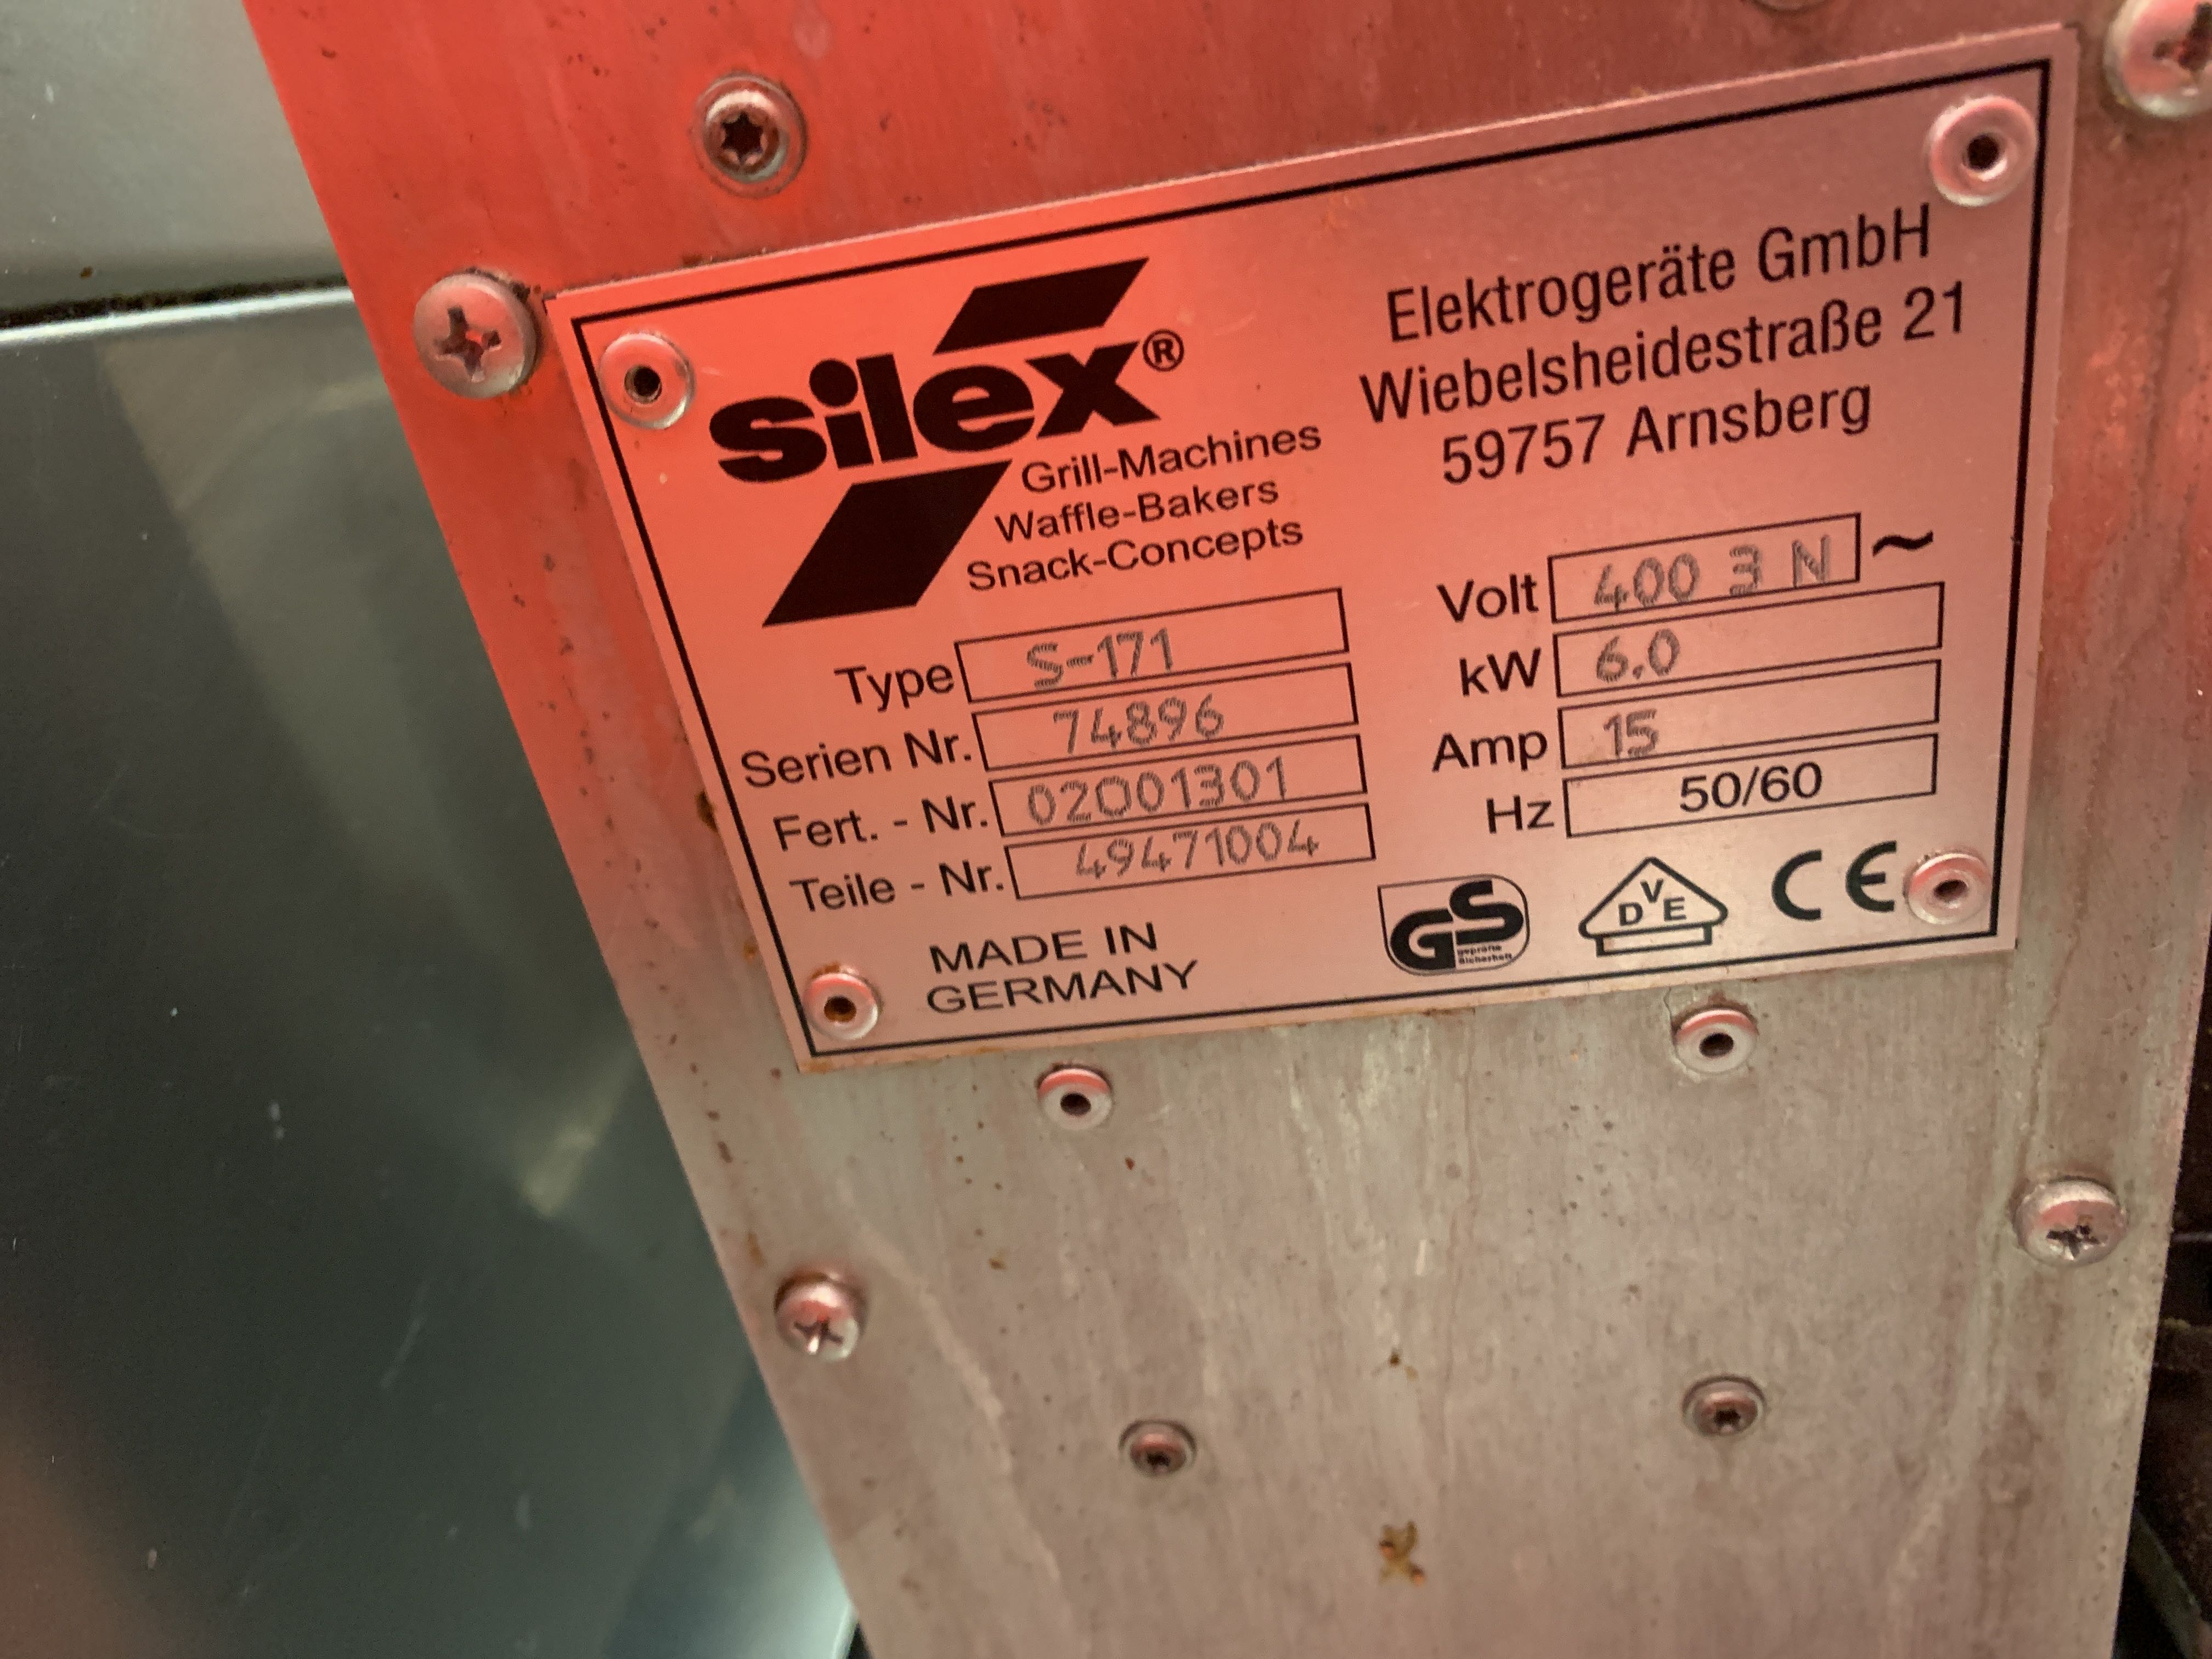 silex®
Grill-Machines
Waffle-Bakers
Snack-Concepts
Elektrogeräte GmbH
Wiebelsheidestraße 21
59757 Arnsberg
Type S-171
Serien Nr. 74896
Fert. - Nr. 02001301
Teile - Nr. 49471004
MADE IN
GERMANY
Volt 400 3 N ~
kW 6.0
Amp 15
Hz 50/60
GS
geprüfte
Sicherheit
DVE
CE